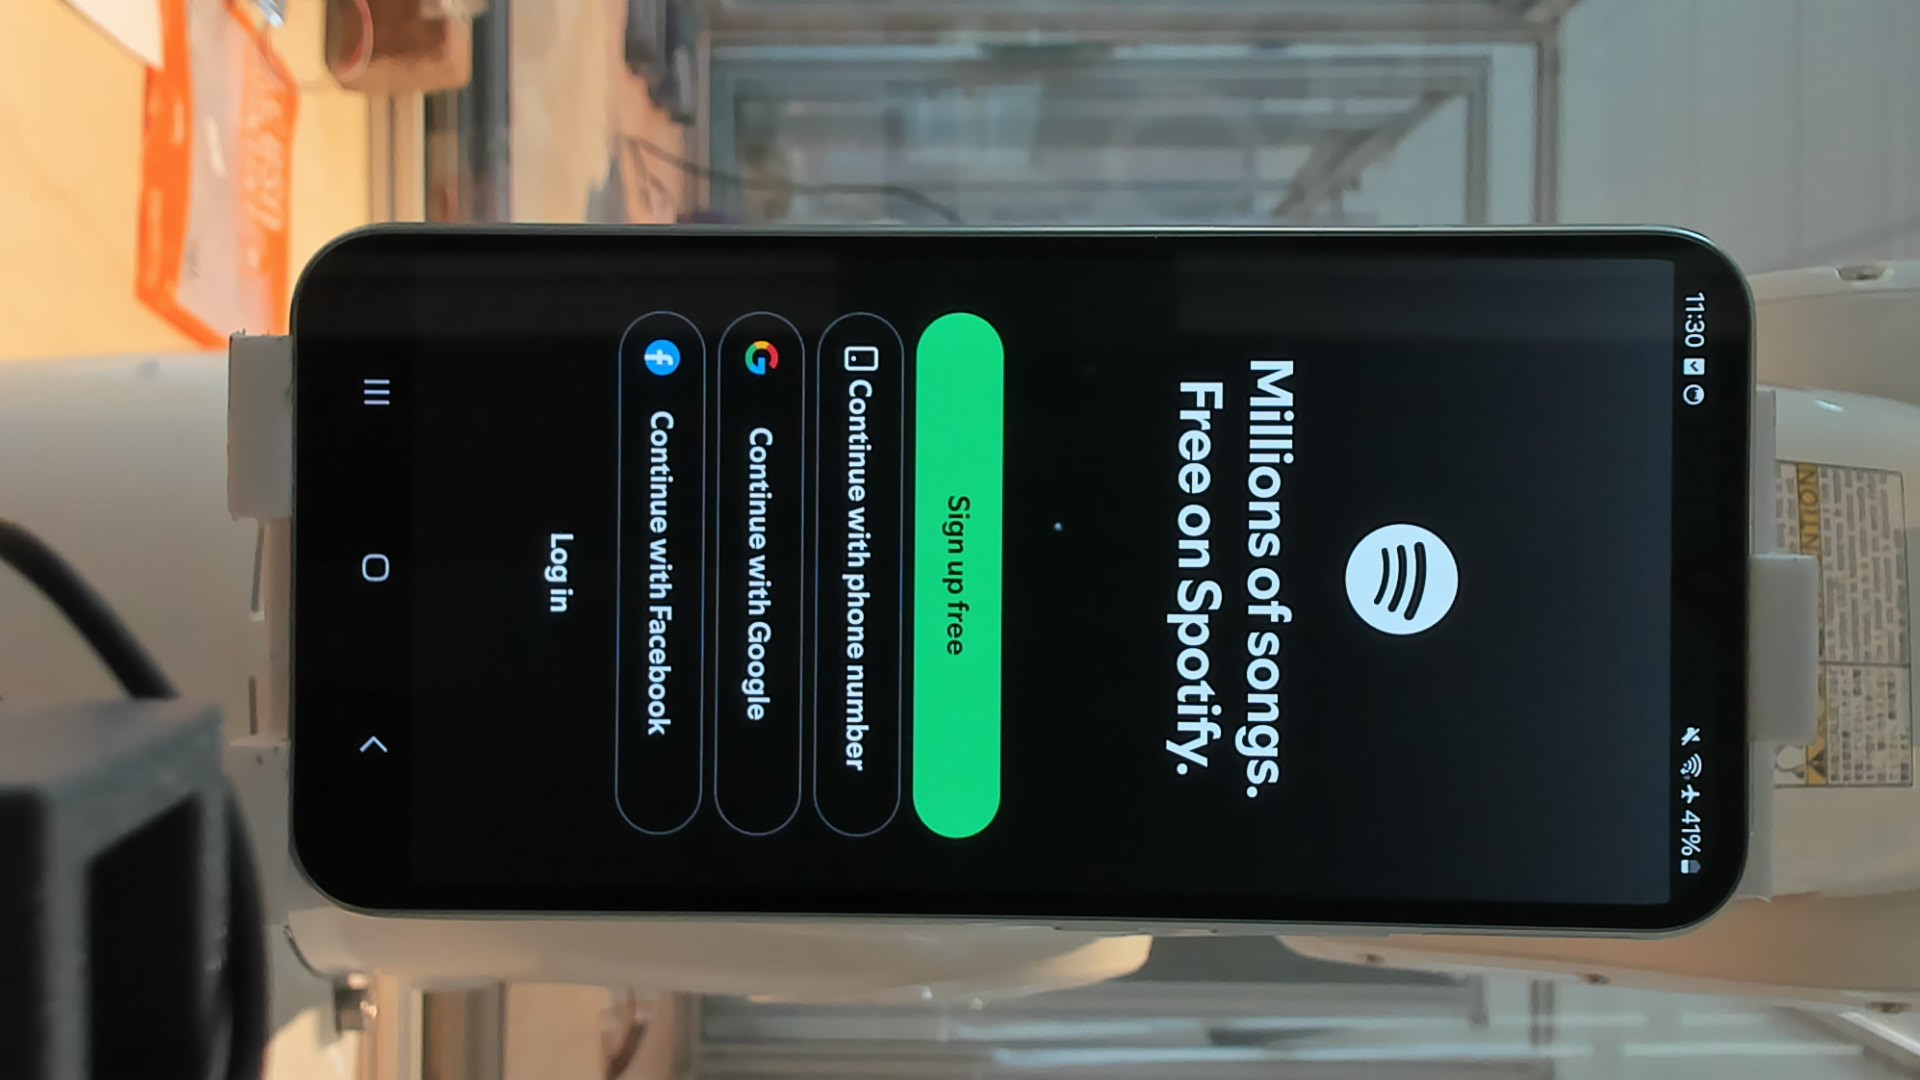 11:30
41%
Millions of songs.
Free on Spotify.
Sign up free
Continue with phone number
Continue with Google
Continue with Facebook
Log in
NOTION